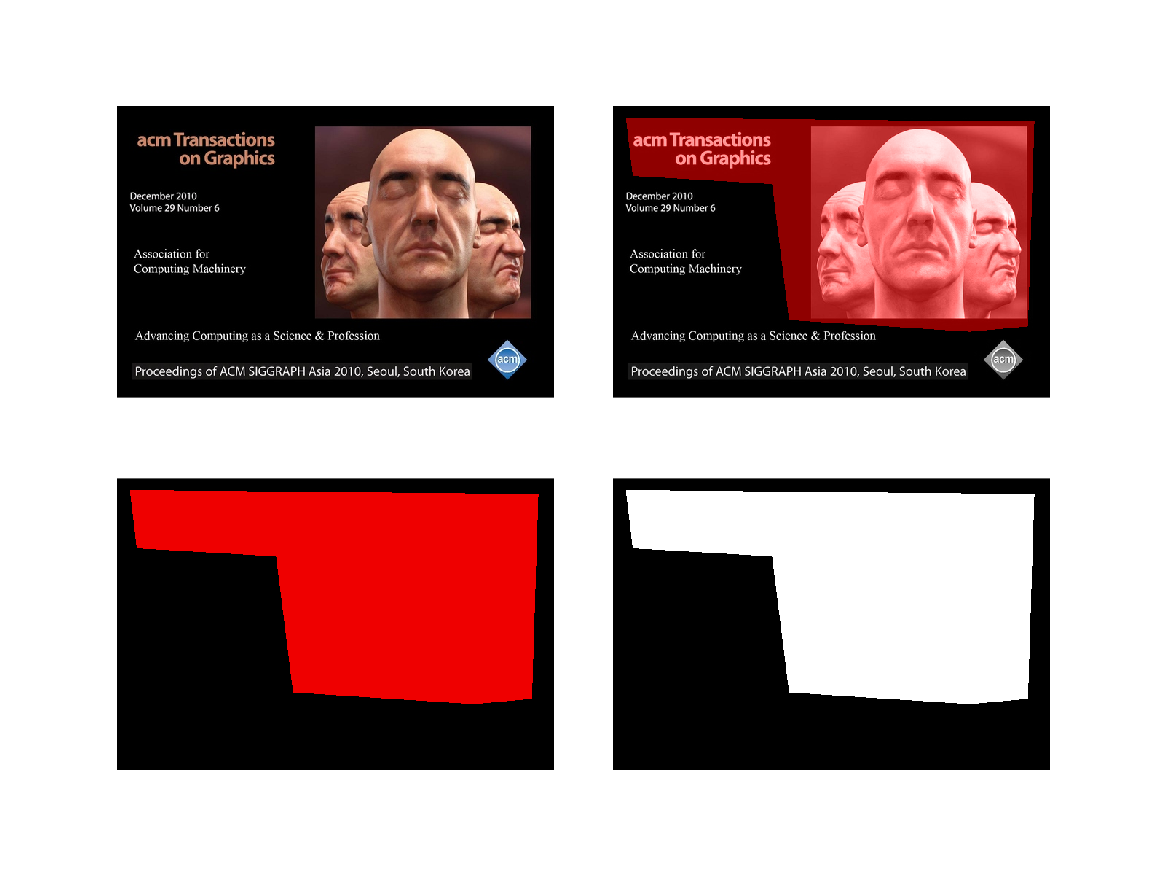 acm Transactions
on Graphics
December 2010
Volume 29 Number 6
Association for
Computing Machinery
Advancing Computing as a Science & Profession
acm
Proceedings of ACM SIGGRAPH Asia 2010, Seoul, South Korea
acm Transactions
on Graphics
December 2010
Volume 29 Number 6
Association for
Computing Machinery
Advancing Computing as a Science & Profession
acm
Proceedings of ACM SIGGRAPH Asia 2010, Seoul, South Korea